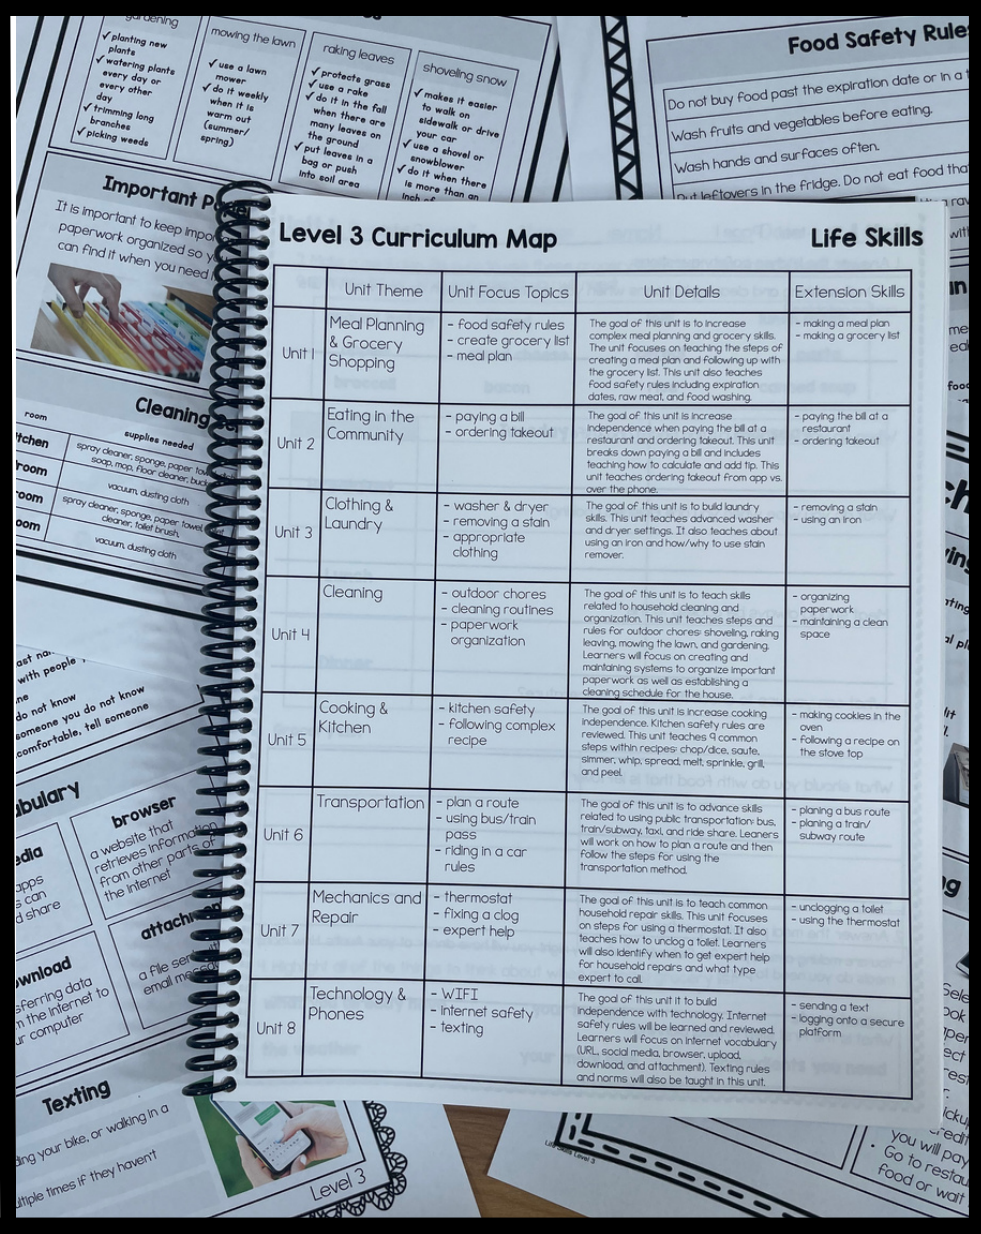 gardening
✓ planting new
plants
✓ watering plants
every day or
every other
day
✓ trimming long
branches
✓ picking weeds
mowing the lawn
✓ use a lawn
mower
✓ do it weekly
when it is
warm out
(summer/
spring)
raking leaves
✓ protects grass
✓ use a rake
✓ do it in the fall
when there are
many leaves on
the ground
✓ put leaves in a
bag or push
into soil area
shoveling snow
✓ makes it easier
to walk on
sidewalk or drive
your car
✓ use a shovel or
snowblower
✓ do it when there
is more than an
inch of
Food Safety Rules
Do not buy food past the expiration date or in a
Wash fruits and vegetables before eating.
Wash hands and surfaces often.
Put leftovers in the fridge. Do not eat food tha
Important
It is important to keep
paperwork organized so
can find it when you need
Cleaning
room
supplies needed
spray cleaner, sponge, paper
soap, mop, floor cleaner,
vacuum, dusting cloth
spray cleaner, sponge, paper towel,
cleaner, toilet brush,
vacuum, dusting cloth
with people
do not know
someone you do not know
comfortable, tell someone
browser
a website that
retrieves information
from other parts of
the internet
apps
can
share
attachment
a file sent
email message
the internet to
computer
Texting
your bike, or walking in a
times if they haven't
Level 3
Level 3 Curriculum Map
Life Skills
Unit Theme Unit Focus Topics Unit Details Extension Skills
Unit 1
Meal Planning
& Grocery
Shopping
- food safety rules
- create grocery list
- meal plan
The goal of this unit is to increase
complex meal planning and grocery skills.
The unit focuses on teaching the steps of
creating a meal plan and following up with
the grocery list. This unit also teaches
food safety rules including expiration
dates, raw meat, and food washing.
- making a meal plan
- making a grocery list
Unit 2
Eating in the
Community
- paying a bill
- ordering takeout
The goal of this unit is increase
independence when paying the bill at a
restaurant and ordering takeout. This unit
breaks down paying a bill and includes
teaching how to calculate and add tip. This
unit teaches ordering takeout from app vs.
over the phone.
- paying the bill at a
restaurant
- ordering takeout
Unit 3
Clothing &
Laundry
- washer & dryer
- removing a stain
- appropriate
clothing
The goal of this unit is to build laundry
skills. This unit teaches advanced washer
and dryer settings. It also teaches about
using an iron and how/why to use stain
remover.
- removing a stain
- using an iron
Unit 4
Cleaning
- outdoor chores
- cleaning routines
- paperwork
organization
The goal of this unit is to teach skills
related to household cleaning and
organization. This unit teaches steps and
rules for outdoor chores: shoveling, raking
leaving, mowing the lawn, and gardening.
Learners will focus on creating and
maintaining systems to organize important
paperwork as well as establishing a
cleaning schedule for the house.
- organizing
paperwork
- maintaining a clean
space
Unit 5
Cooking &
Kitchen
- kitchen safety
- following complex
recipe
The goal of this unit is increase cooking
independence. Kitchen safety rules are
reviewed. This unit teaches 9 common
steps within recipes: chop/dice, saute,
simmer, whip, spread, melt, sprinkle, grill,
and peel.
- making cookies in the
oven
- following a recipe on
the stove top
Unit 6
Transportation
- plan a route
- using bus/train
pass
- riding in a car
rules
The goal of this unit is to advance skills
related to using public transportation: bus,
train/subway, taxi, and ride share. Leaners
will work on how to plan a route and then
follow the steps for using the
transportation method.
- planing a bus route
- planing a train/
subway route
Unit 7
Mechanics and
Repair
- thermostat
- fixing a clog
- expert help
The goal of this unit is to teach common
household repair skills. This unit focuses
on steps for using a thermostat. It also
teaches how to unclog a toilet. Learners
will also identify when to get expert help
for household repairs and what type
expert to call.
- unclogging a toilet
- using the thermostat
Unit 8
Technology &
Phones
- WIFI
- internet safety
- texting
The goal of this unit it to build
independence with technology. Internet
safety rules will be learned and reviewed.
Learners will focus on internet vocabulary
(URL, social media, browser, upload,
download, and attachment). Texting rules
and norms will also be taught in this unit.
- sending a text
- logging onto a secure
platform
Life Skills Level 3
you will pay
• Go to
food or wait